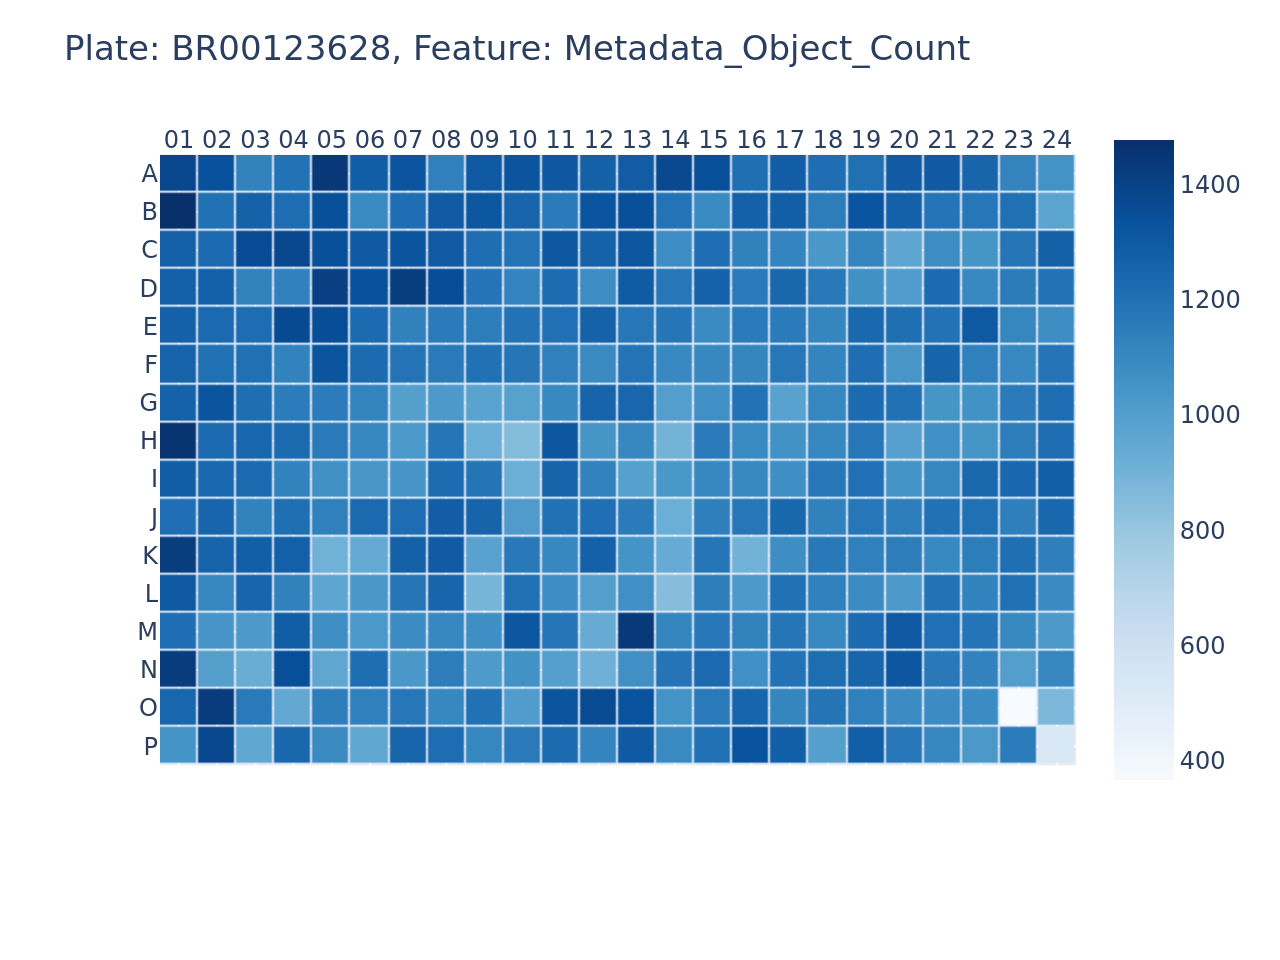 Plate: BR00123628, Feature: Metadata_Object_Count
01 02 03 04 05 06 07 08 09 10 11 12 13 14 15 16 17 18 19 20 21 22 23 24
A
B
C
D
E
F
G
H
I
J
K
L
M
N
O
P
1400
1200
1000
800
600
400